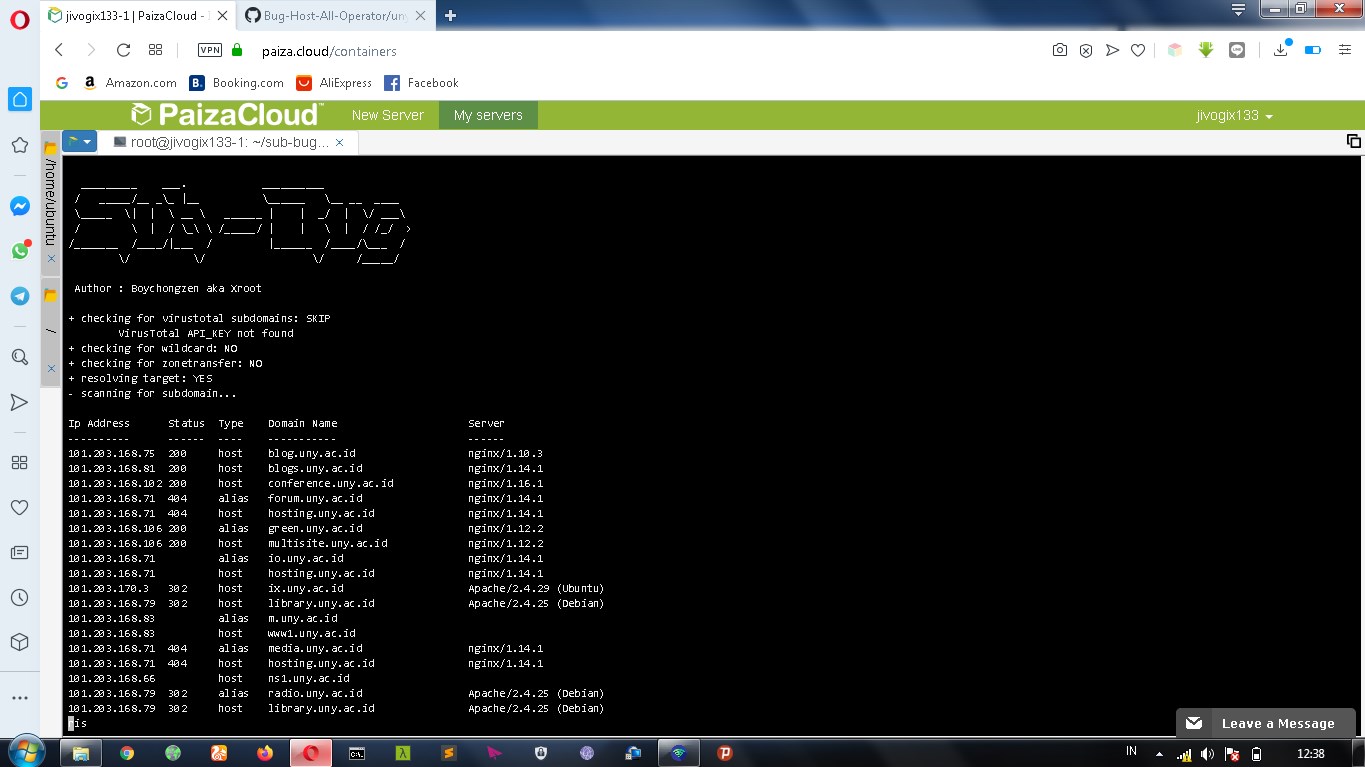 jivogix133-1 | PaizaCloud -
Bug-Host-All-Operator/un
VPN
paiza.cloud/containers
Amazon.com
Booking.com
AliExpress
Facebook
PaizaCloud
New Server
My servers
jivogix133
root@jivogix133-1: ~/sub-bug...
/home/ubuntu
/
Author : Boychongzen aka Xroot
+ checking for virustotal subdomains: SKIP
VirusTotal API_KEY not found
+ checking for wildcard: NO
+ checking for zonetransfer: NO
+ resolving target: YES
- scanning for subdomain...
Ip Address Status Type Domain Name Server
---------- ------ ---- ----------- ------
101.203.168.75 200 host blog.uny.ac.id nginx/1.10.3
101.203.168.81 200 host blogs.uny.ac.id nginx/1.14.1
101.203.168.102 200 host conference.uny.ac.id nginx/1.16.1
101.203.168.71 404 alias forum.uny.ac.id nginx/1.14.1
101.203.168.71 404 host hosting.uny.ac.id nginx/1.14.1
101.203.168.106 200 alias green.uny.ac.id nginx/1.12.2
101.203.168.106 200 host multisite.uny.ac.id nginx/1.12.2
101.203.168.71 alias io.uny.ac.id nginx/1.14.1
101.203.168.71 host hosting.uny.ac.id nginx/1.14.1
101.203.170.3 302 host ix.uny.ac.id Apache/2.4.29 (Ubuntu)
101.203.168.79 302 host library.uny.ac.id Apache/2.4.25 (Debian)
101.203.168.83 alias m.uny.ac.id
101.203.168.83 host www1.uny.ac.id
101.203.168.71 404 alias media.uny.ac.id nginx/1.14.1
101.203.168.71 404 host hosting.uny.ac.id nginx/1.14.1
101.203.168.66 host ns1.uny.ac.id
101.203.168.79 302 alias radio.uny.ac.id Apache/2.4.25 (Debian)
101.203.168.79 302 host library.uny.ac.id Apache/2.4.25 (Debian)
Leave a Message
IN
12:38